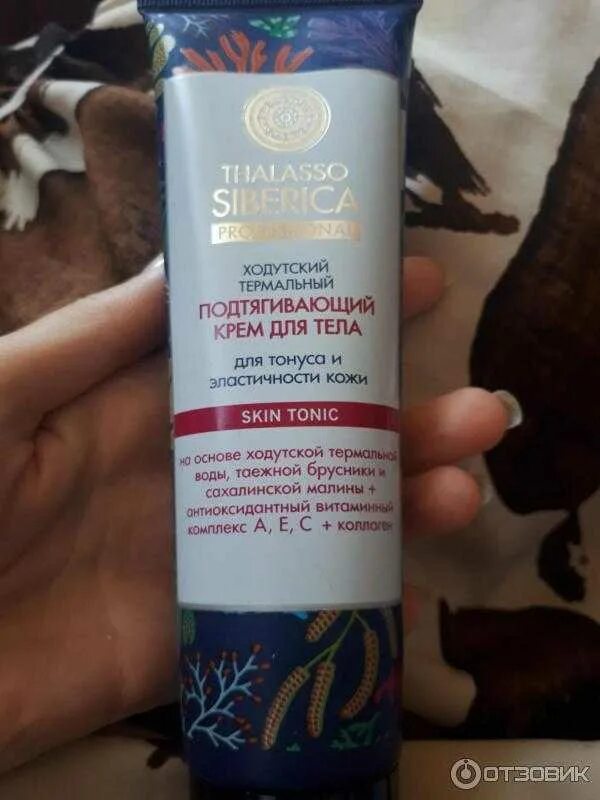 THALASSO
SIBERICA
PROFESSIONAL
ХОДУТСКИЙ
ТЕРМАЛЬНЫЙ
ПОДТЯГИВАЮЩИЙ
КРЕМ ДЛЯ ТЕЛА
для тонуса и
эластичности кожи
SKIN TONIC
на основе ходутской термальной
воды, таежной брусники и
сахалинской малины +
антиоксидантный витаминный
комплекс А, Е, С + коллаген
ОТЗОВИК